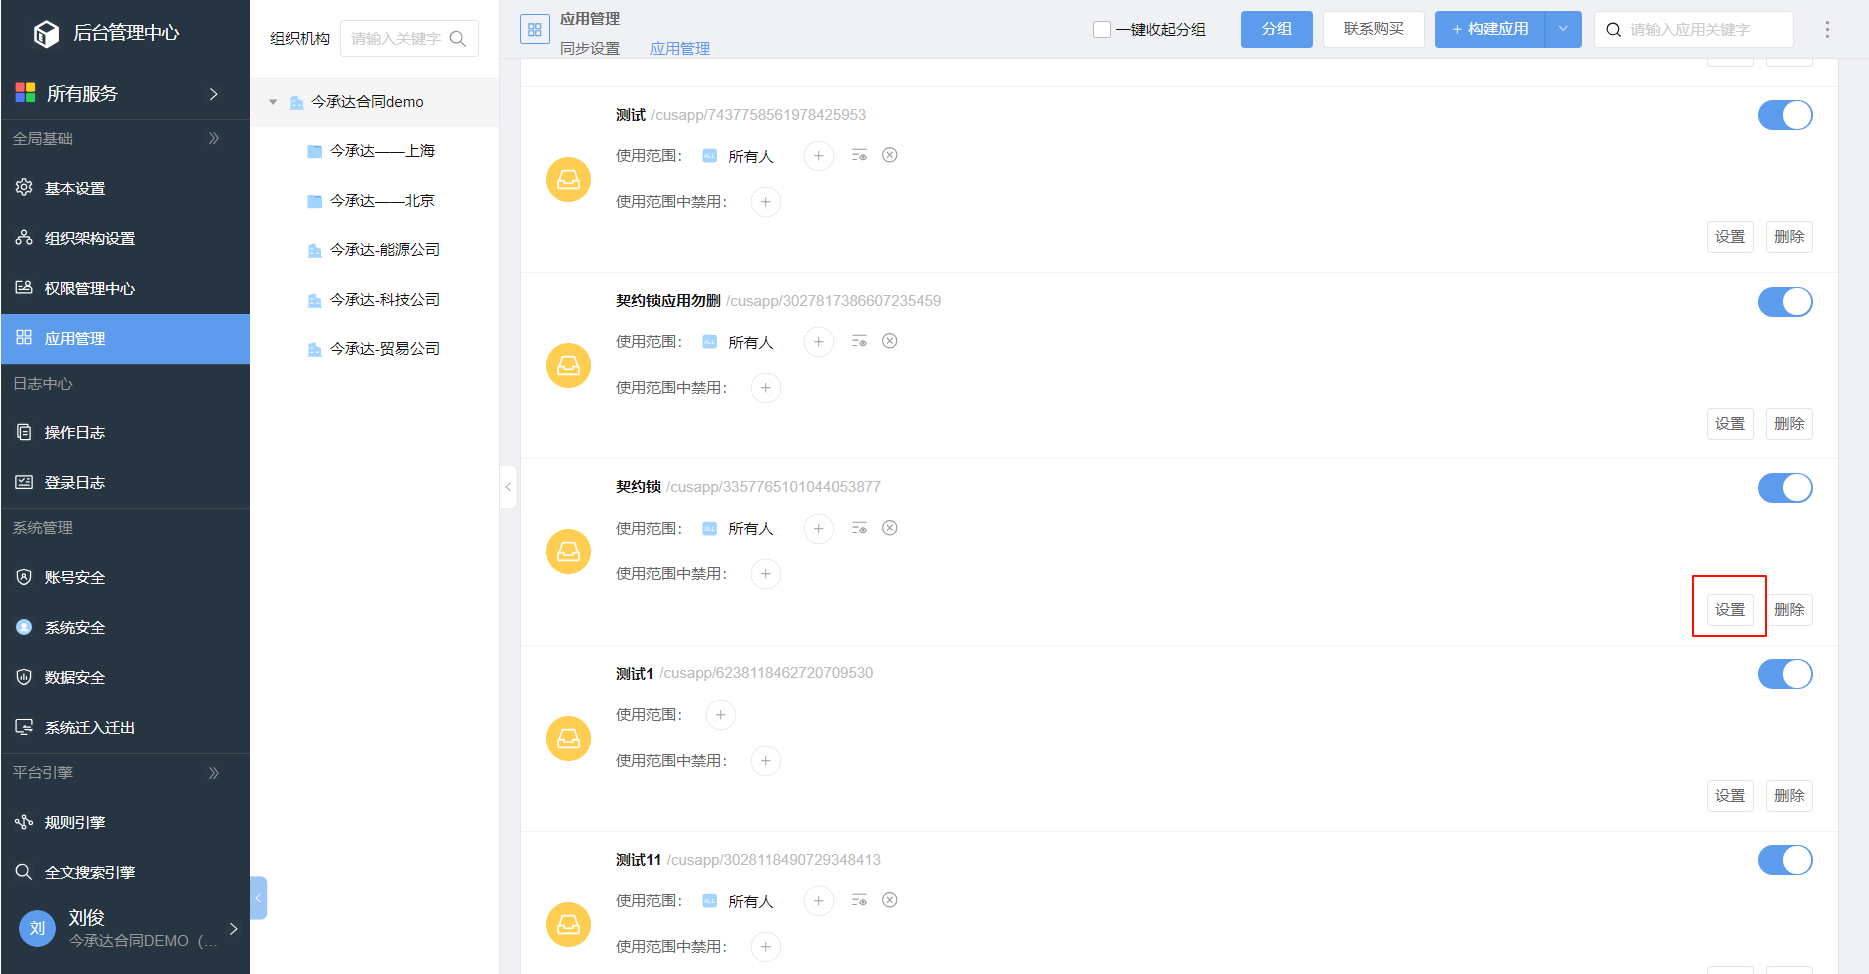 后台管理中心
所有服务
全局基础
基本设置
组织架构设置
权限管理中心
应用管理
日志中心
操作日志
登录日志
系统管理
账号安全
系统安全
数据安全
系统迁入迁出
平台引擎
规则引擎
全文搜索引擎
刘
刘俊
今承达合同DEMO（...
组织机构
请输入关键字
今承达合同demo
今承达——上海
今承达——北京
今承达-能源公司
今承达-科技公司
今承达-贸易公司
应用管理
同步设置 应用管理
一键收起分组
分组
联系购买
+ 构建应用
请输入应用关键字
测试 /cusapp/7437758561978425953
使用范围： ALL 所有人
使用范围中禁用：
设置 删除
契约锁应用勿删 /cusapp/3027817386607235459
使用范围： ALL 所有人
使用范围中禁用：
设置 删除
契约锁 /cusapp/3357765101044053877
使用范围： ALL 所有人
使用范围中禁用：
设置 删除
测试1 /cusapp/6238118462720709530
使用范围：
使用范围中禁用：
设置 删除
测试11 /cusapp/3028118490729348413
使用范围： ALL 所有人
使用范围中禁用：